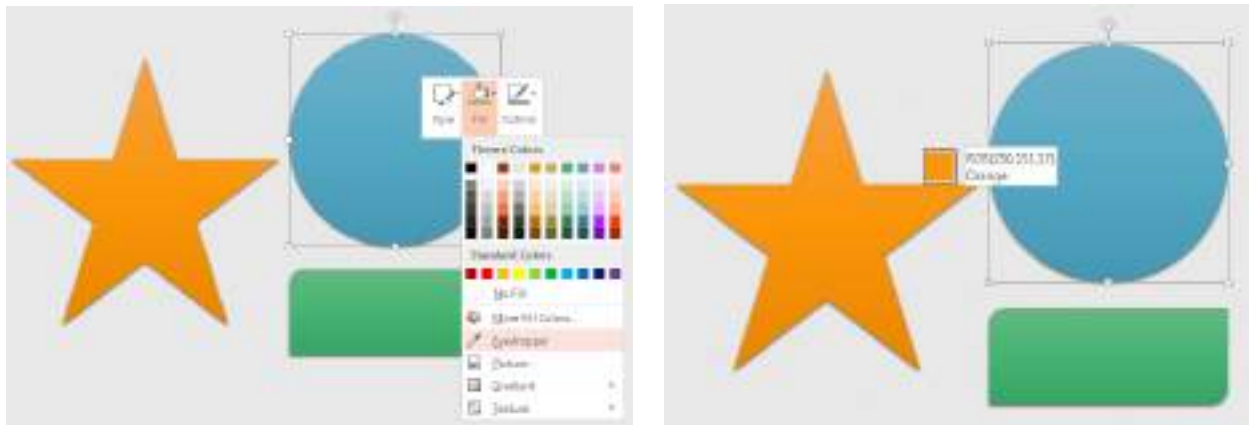 Style Fill Outline
Theme Colors
Standard Colors
No Fill
More Fill Colors...
Eyedropper
Picture...
Gradient
Texture
Orange